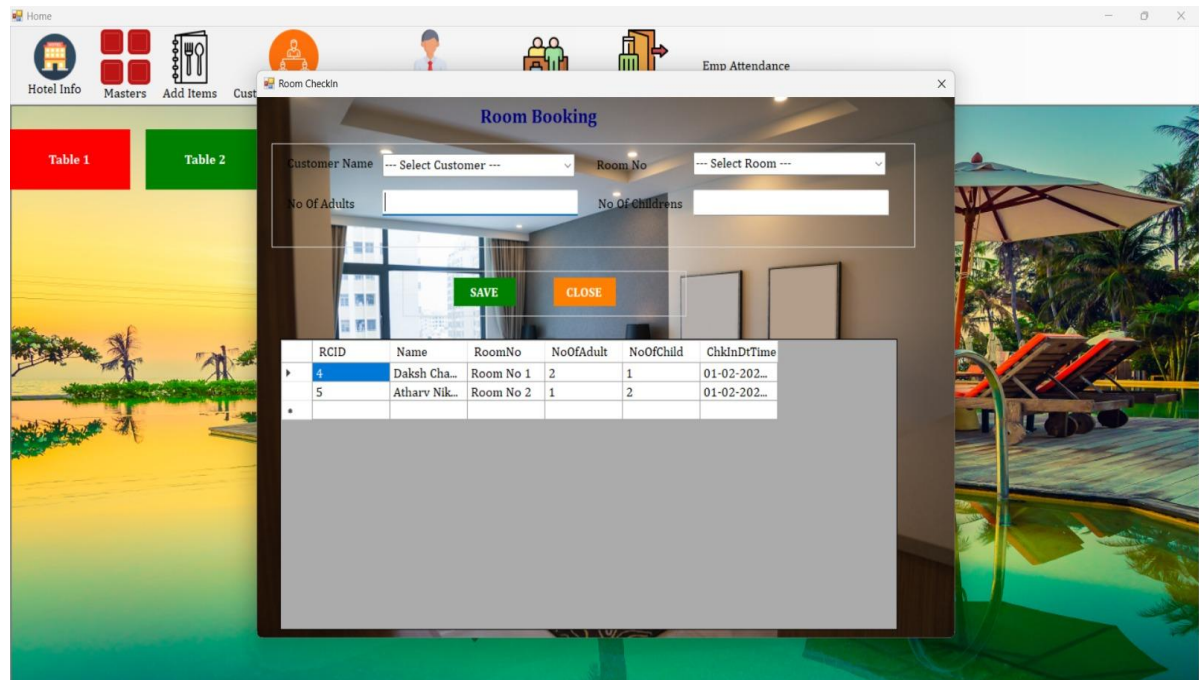 Home
Hotel Info Masters Add Items Cust Emp Attendance
Room CheckIn
Room Booking
Table 1 Table 2
Customer Name --- Select Customer --- Room No --- Select Room ---
No Of Adults No Of Childrens
SAVE CLOSE
RCID Name RoomNo NoOfAdult NoOfChild ChkInDtTime
4 Daksh Cha... Room No 1 2 1 01-02-202...
5 Atharv Nik... Room No 2 1 2 01-02-202...